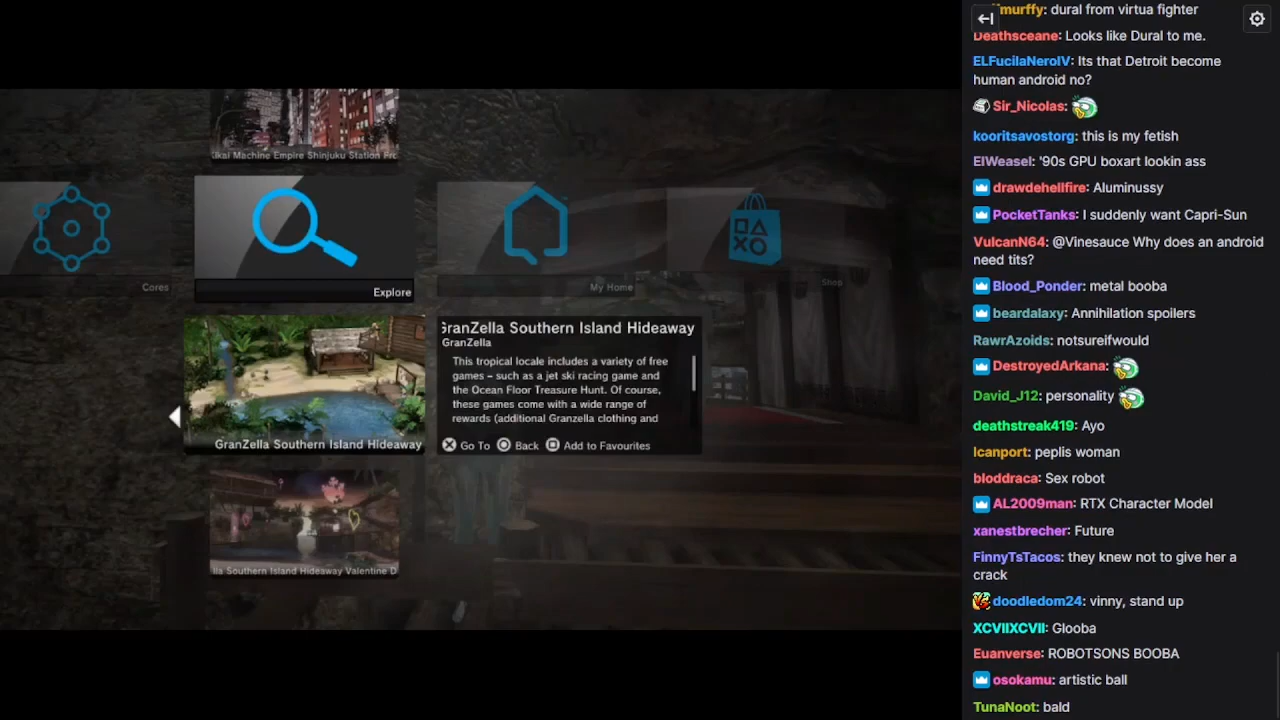 ikai Machine Empire Shinjuku Station Fro
Cores
Explore
My Home
Shop
GranZella Southern Island Hideaway
GranZella Southern Island Hideaway
GranZella
This tropical locale includes a variety of free
games – such as a jet ski racing game and
the Ocean Floor Treasure Hunt. Of course,
these games come with a wide range of
rewards (additional Granzella clothing and
Go To Back Add to Favourites
lla Southern Island Hideaway Valentine D
murffy: dural from virtua fighter
Deathsceane: Looks like Dural to me.
ELFucilaNeroIV: Its that Detroit become
human android no?
Sir_Nicolas:
kooritsavostorg: this is my fetish
ElWeasel: '90s GPU boxart lookin ass
drawdehellfire: Aluminussy
PocketTanks: I suddenly want Capri-Sun
VulcanN64: @Vinesauce Why does an android
need tits?
Blood_Ponder: metal booba
beardalaxy: Annihilation spoilers
RawrAzoids: notsureifwould
DestroyedArkana:
David_J12: personality
deathstreak419: Ayo
Icanport: peplis woman
bloddraca: Sex robot
AL2009man: RTX Character Model
xanestbrecher: Future
FinnyTsTacos: they knew not to give her a
crack
doodledom24: vinny, stand up
XCVIIXCVII: Glooba
Euanverse: ROBOTSONS BOOBA
osokamu: artistic ball
TunaNoot: bald